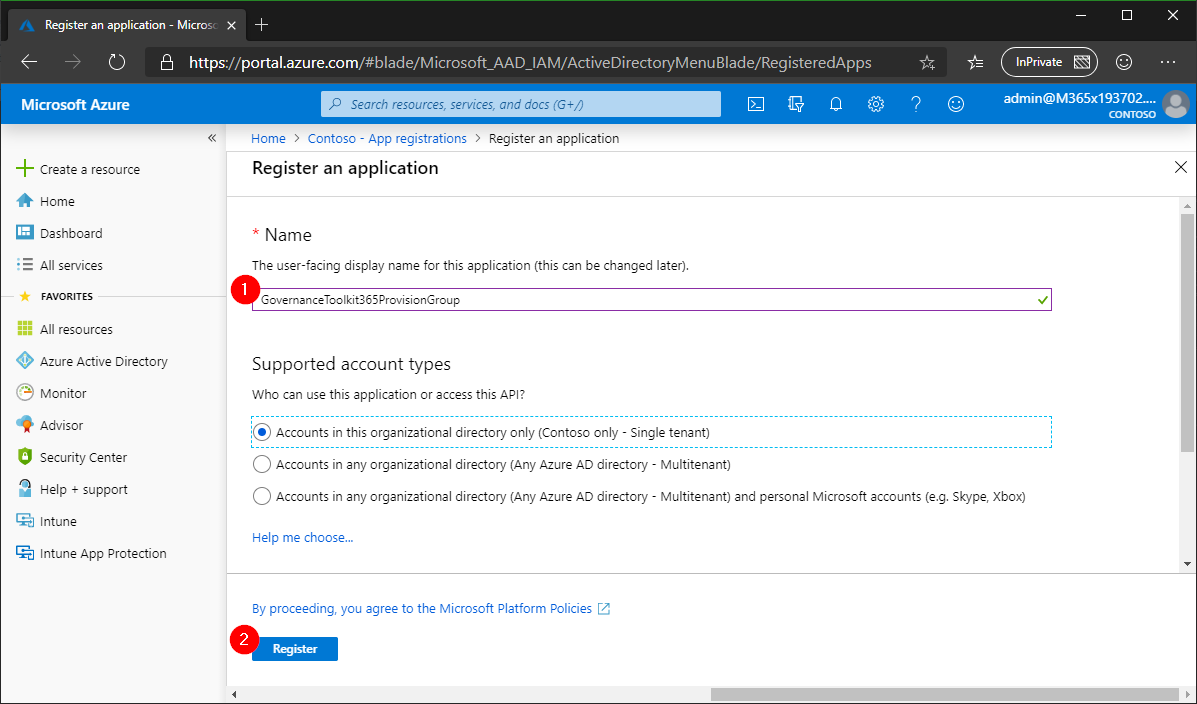 Register an application - Microsc
https://portal.azure.com/#blade/Microsoft_AAD_IAM/ActiveDirectoryMenuBlade/RegisteredApps
InPrivate
Microsoft Azure
Search resources, services, and docs (G+/)
admin@M365x193702....
CONTOSO
Home > Contoso - App registrations > Register an application
Register an application
Create a resource
Home
Dashboard
All services
FAVORITES
All resources
Azure Active Directory
Monitor
Advisor
Security Center
Help + support
Intune
Intune App Protection
* Name
The user-facing display name for this application (this can be changed later).
1
GovernanceToolkit365ProvisionGroup
Supported account types
Who can use this application or access this API?
Accounts in this organizational directory only (Contoso only - Single tenant)
Accounts in any organizational directory (Any Azure AD directory - Multitenant)
Accounts in any organizational directory (Any Azure AD directory - Multitenant) and personal Microsoft accounts (e.g. Skype, Xbox)
Help me choose...
By proceeding, you agree to the Microsoft Platform Policies
2
Register